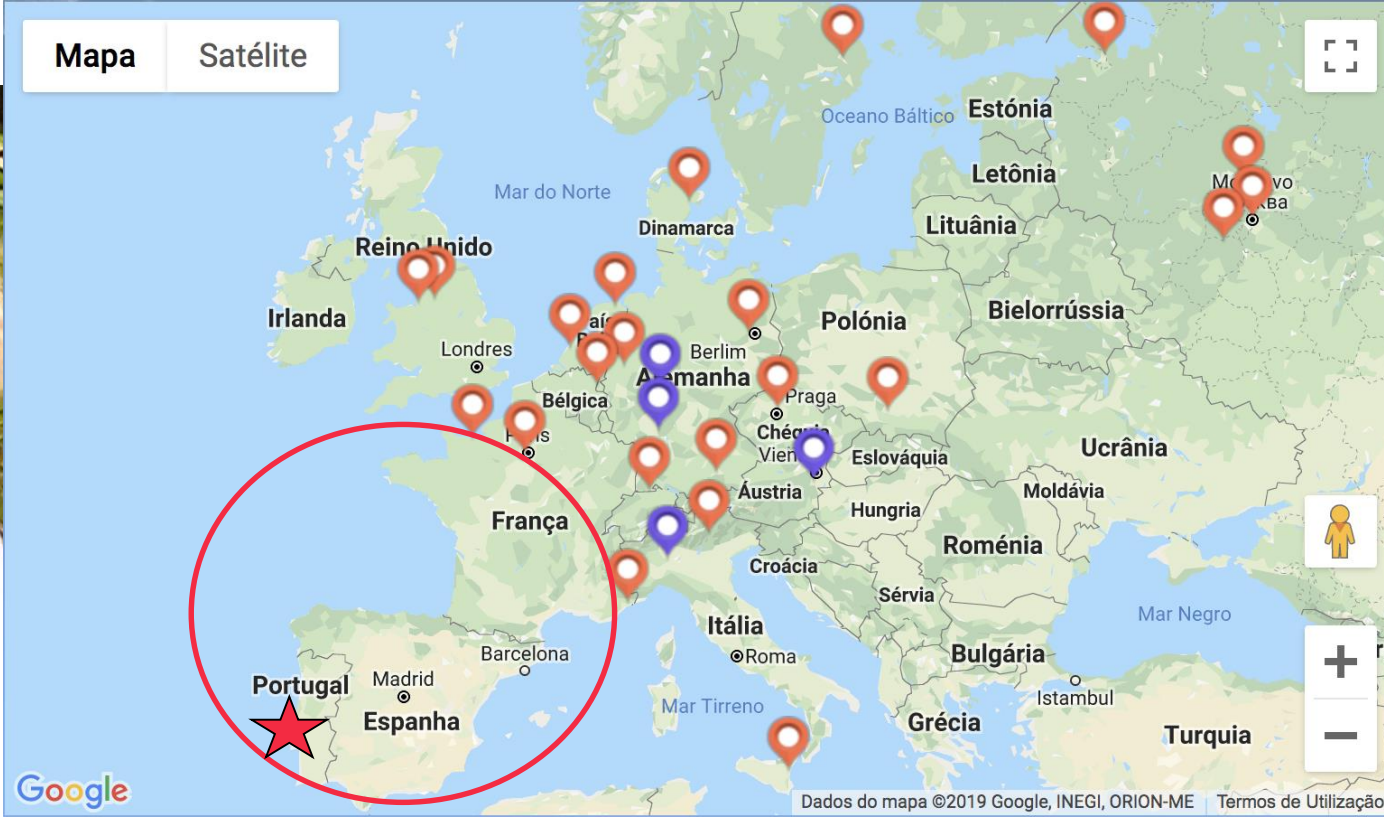 Mapa
Satélite
Oceano Báltico
Estónia
Letônia
Mar do Norte
Lituânia
Dinamarca
Reino Unido
Irlanda
Bielorrússia
Polónia
Londres
Berlim
Alemanha
Bélgica
Praga
Chéquia
Ucrânia
Eslováquia
Áustria
Moldávia
Hungria
França
Roménia
Croácia
Sérvia
Mar Negro
Itália
Barcelona
Roma
Bulgária
Portugal
Madrid
Istambul
Mar Tirreno
Espanha
Grécia
Turquia
Google
Dados do mapa ©2019 Google, INEGI, ORION-ME
Termos de Utilização